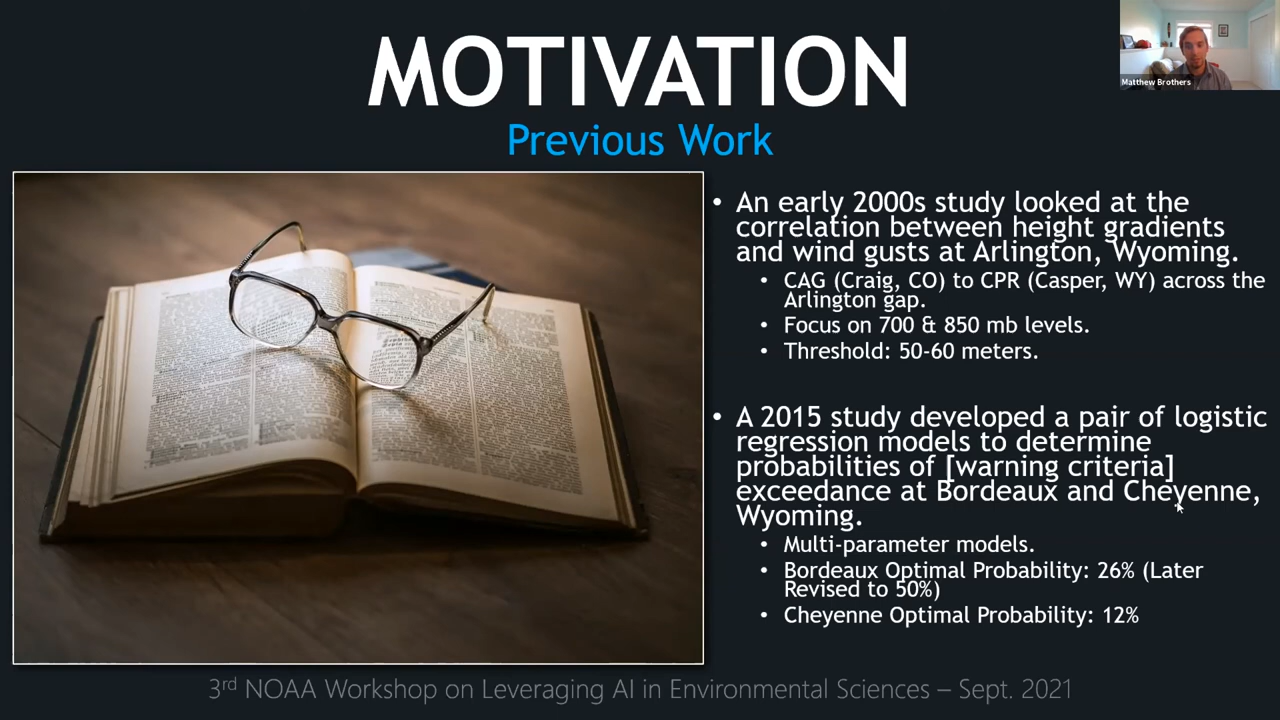 MOTIVATION
Matthew Brothers
Previous Work
• An early 2000s study looked at the
correlation between height gradients
and wind gusts at Arlington, Wyoming.
• CAG (Craig, CO) to CPR (Casper, WY) across the
Arlington gap.
• Focus on 700 & 850 mb levels.
• Threshold: 50-60 meters.
• A 2015 study developed a pair of logistic
regression models to determine
probabilities of [warning criteria]
exceedance at Bordeaux and Cheyenne,
Wyoming.
• Multi-parameter models.
• Bordeaux Optimal Probability: 26% (Later
Revised to 50%)
• Cheyenne Optimal Probability: 12%
3rd NOAA Workshop on Leveraging AI in Environmental Sciences – Sept. 2021